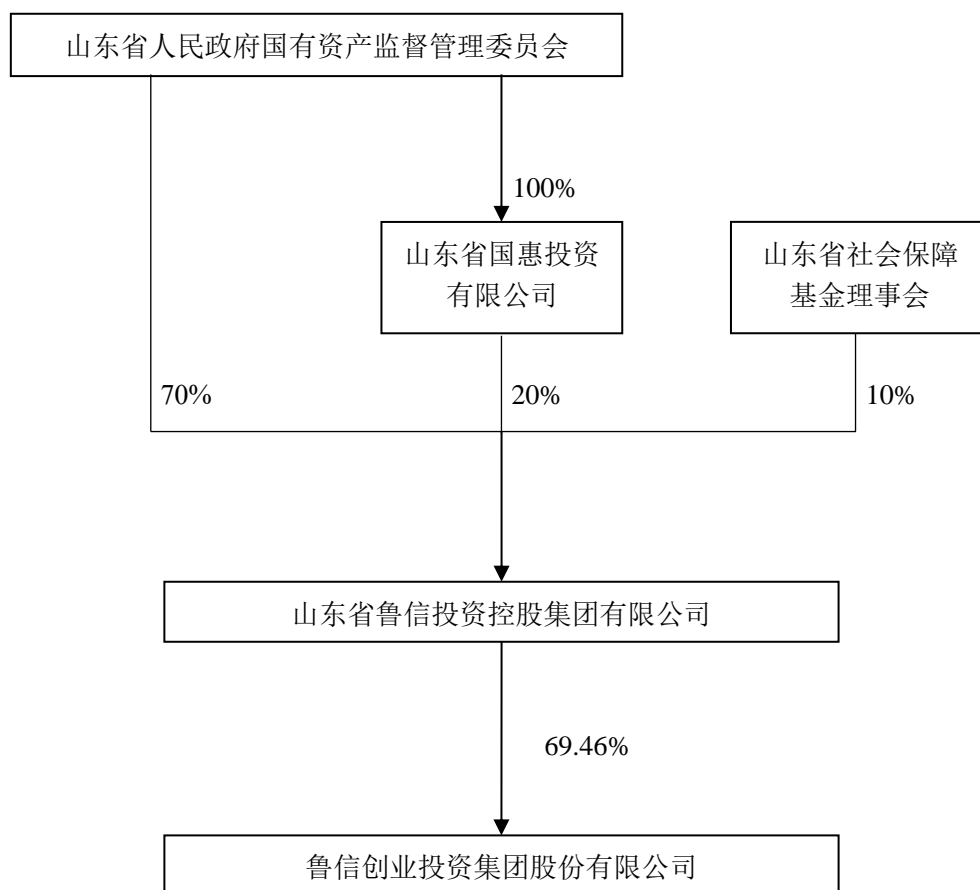 山东省人民政府国有资产监督管理委员会
100%
山东省国惠投资
有限公司
山东省社会保障
基金理事会
70%
20%
10%
山东省鲁信投资控股集团有限公司
69.46%
鲁信创业投资集团股份有限公司